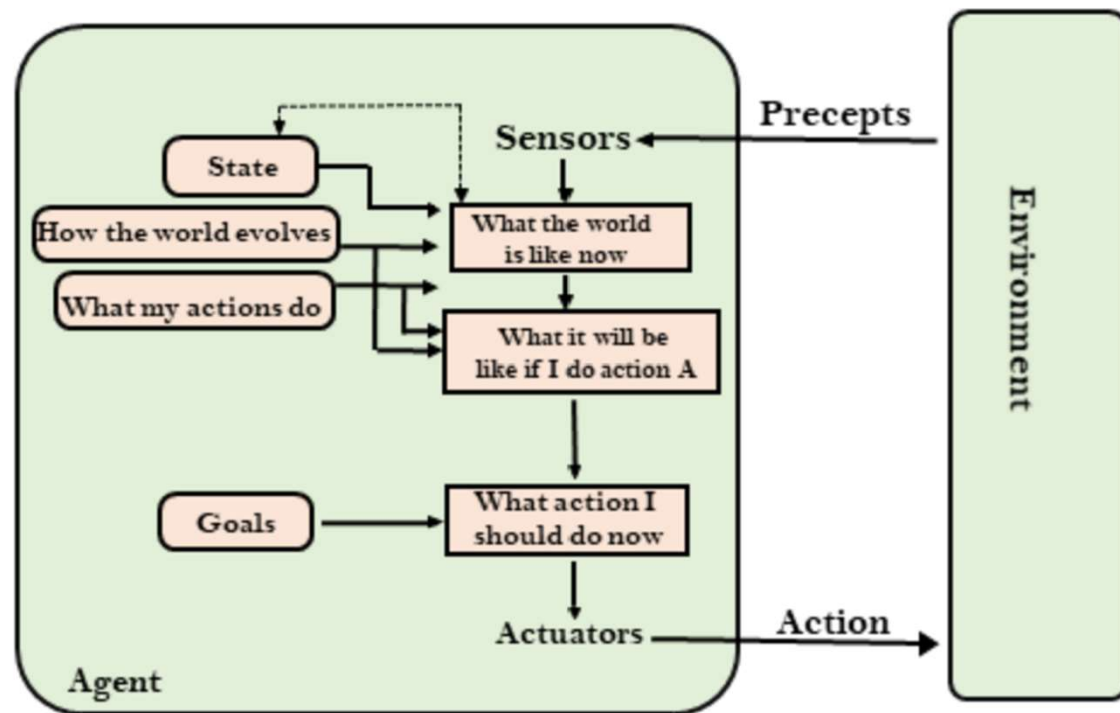 Precepts
Sensors
State
What the world
is like now
How the world evolves
What my actions do
What it will be
like if I do action A
Environment
Goals
What action I
should do now
Actuators
Action
Agent